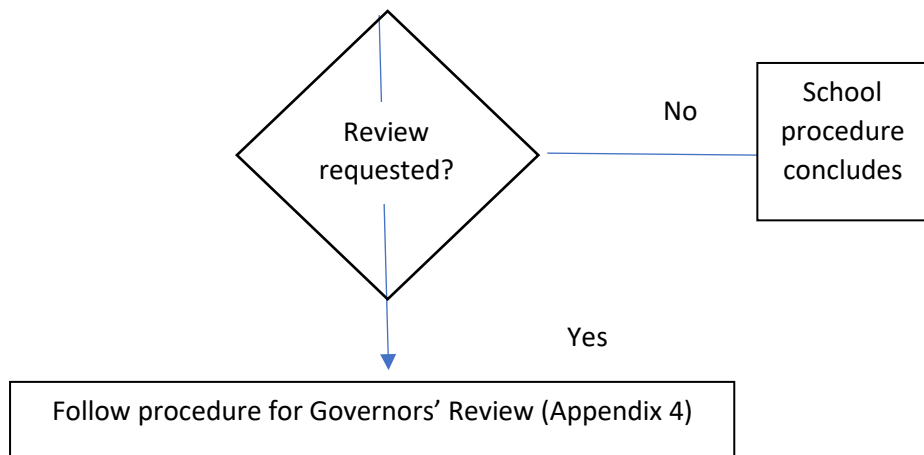 Review
requested?
No
School
procedure
concludes
Yes
Follow procedure for Governors’ Review (Appendix 4)